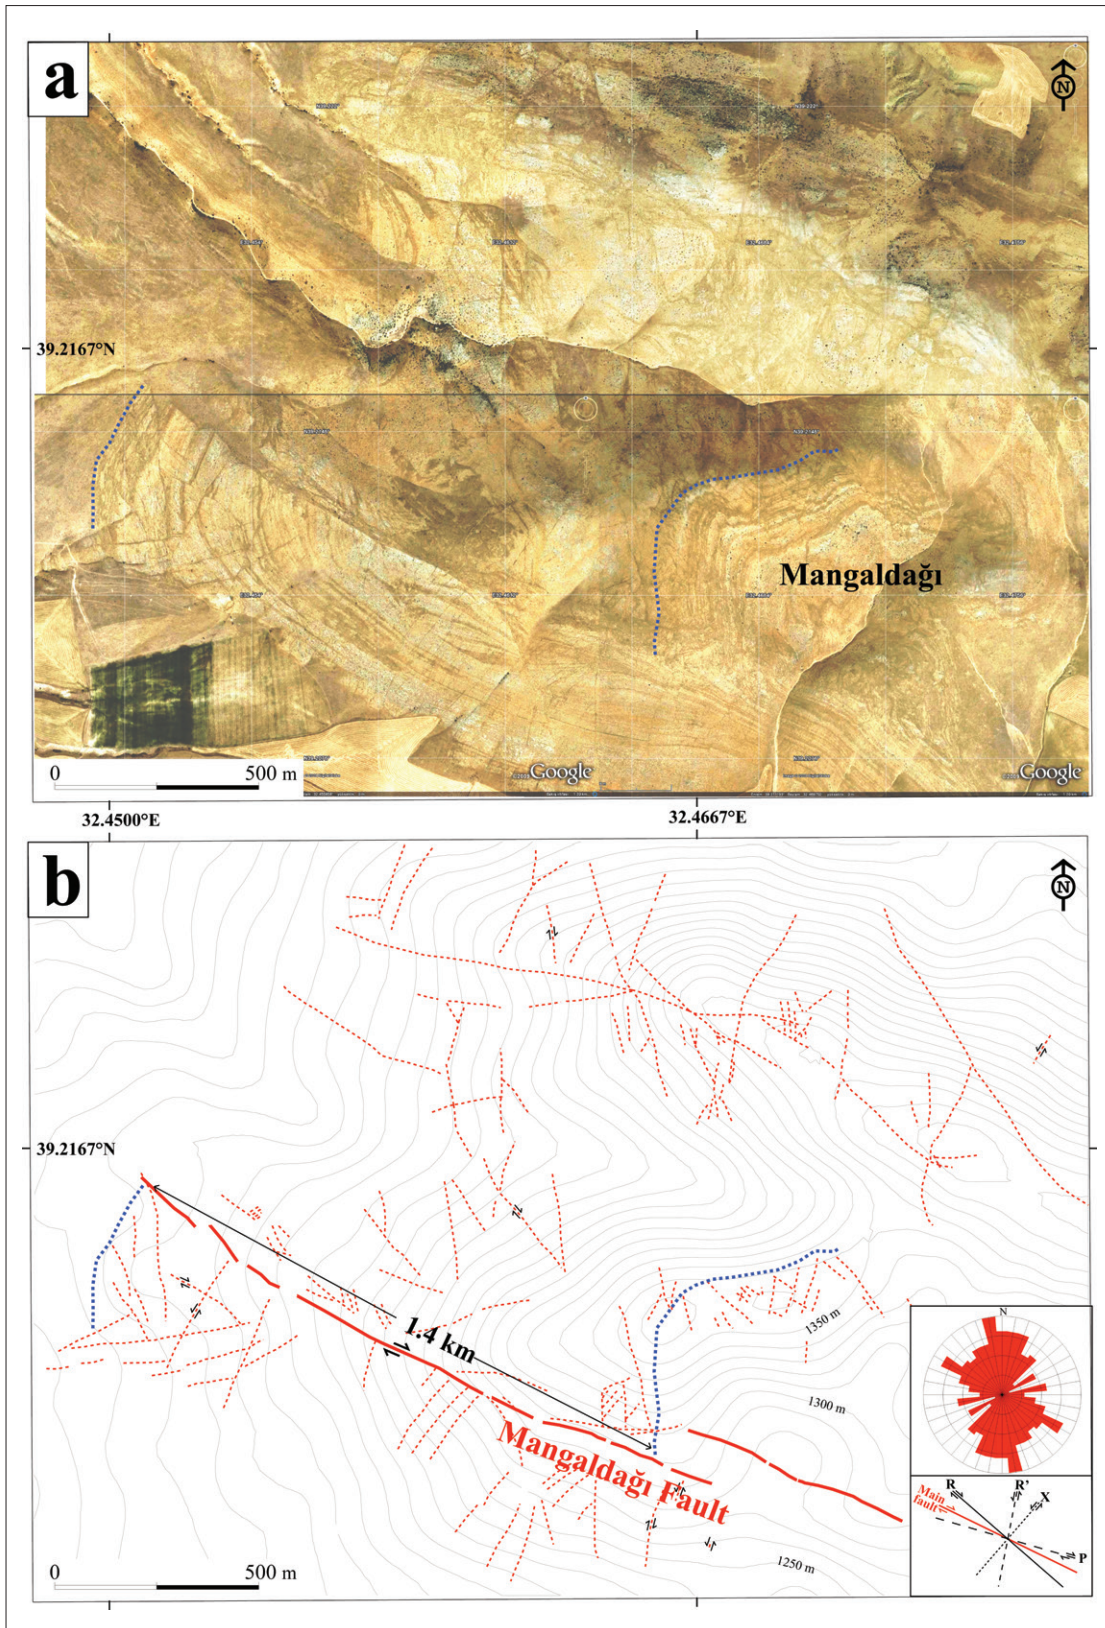 a
N
39.2167°N
Mangaldağı
0 500 m
Google
Google
32.4500°E
32.4667°E
b
N
39.2167°N
1.4 km
Mangaldağı Fault
1350 m
1300 m
1250 m
0 500 m
N
R
R'
X
Main
fault
P